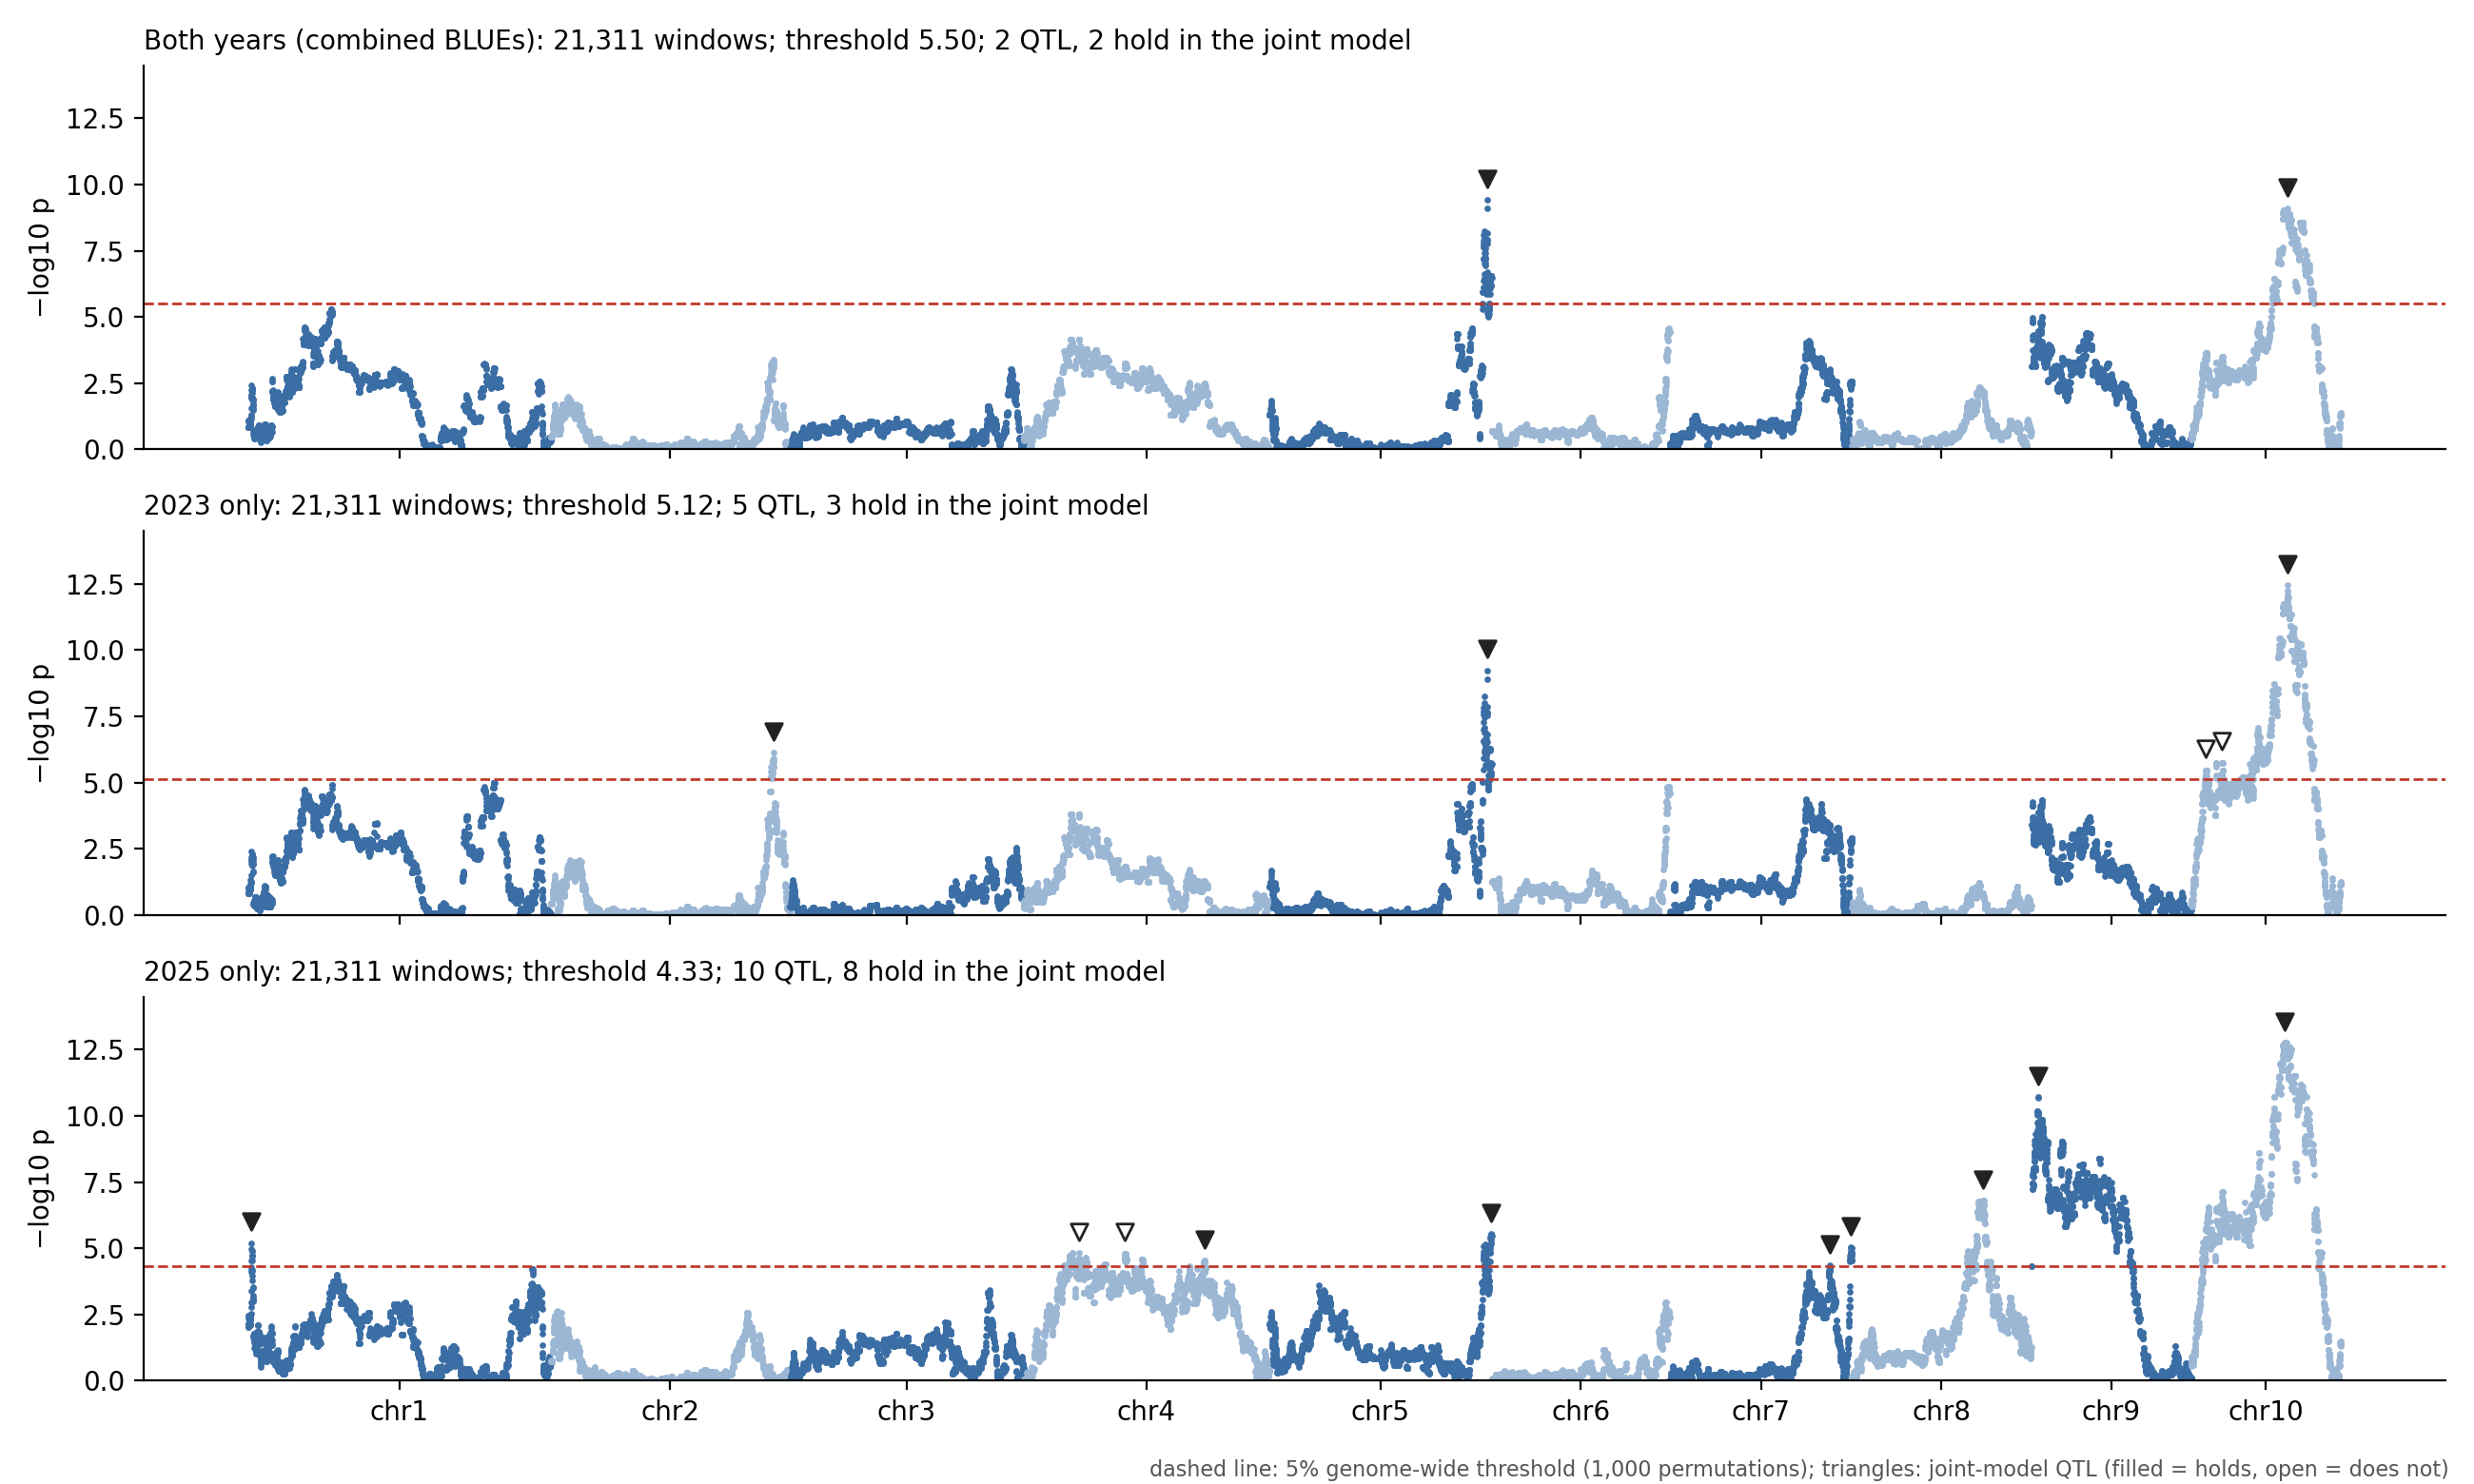 Both years (combined BLUEs): 21,311 windows; threshold 5.50; 2 QTL, 2 hold in the joint model
12.5
10.0
7.5
5.0
2.5
0.0
−log10 p
2023 only: 21,311 windows; threshold 5.12; 5 QTL, 3 hold in the joint model
12.5
10.0
7.5
5.0
2.5
0.0
−log10 p
2025 only: 21,311 windows; threshold 4.33; 10 QTL, 8 hold in the joint model
12.5
10.0
7.5
5.0
2.5
0.0
−log10 p
chr1 chr2 chr3 chr4 chr5 chr6 chr7 chr8 chr9 chr10
dashed line: 5% genome-wide threshold (1,000 permutations); triangles: joint-model QTL (filled = holds, open = does not)